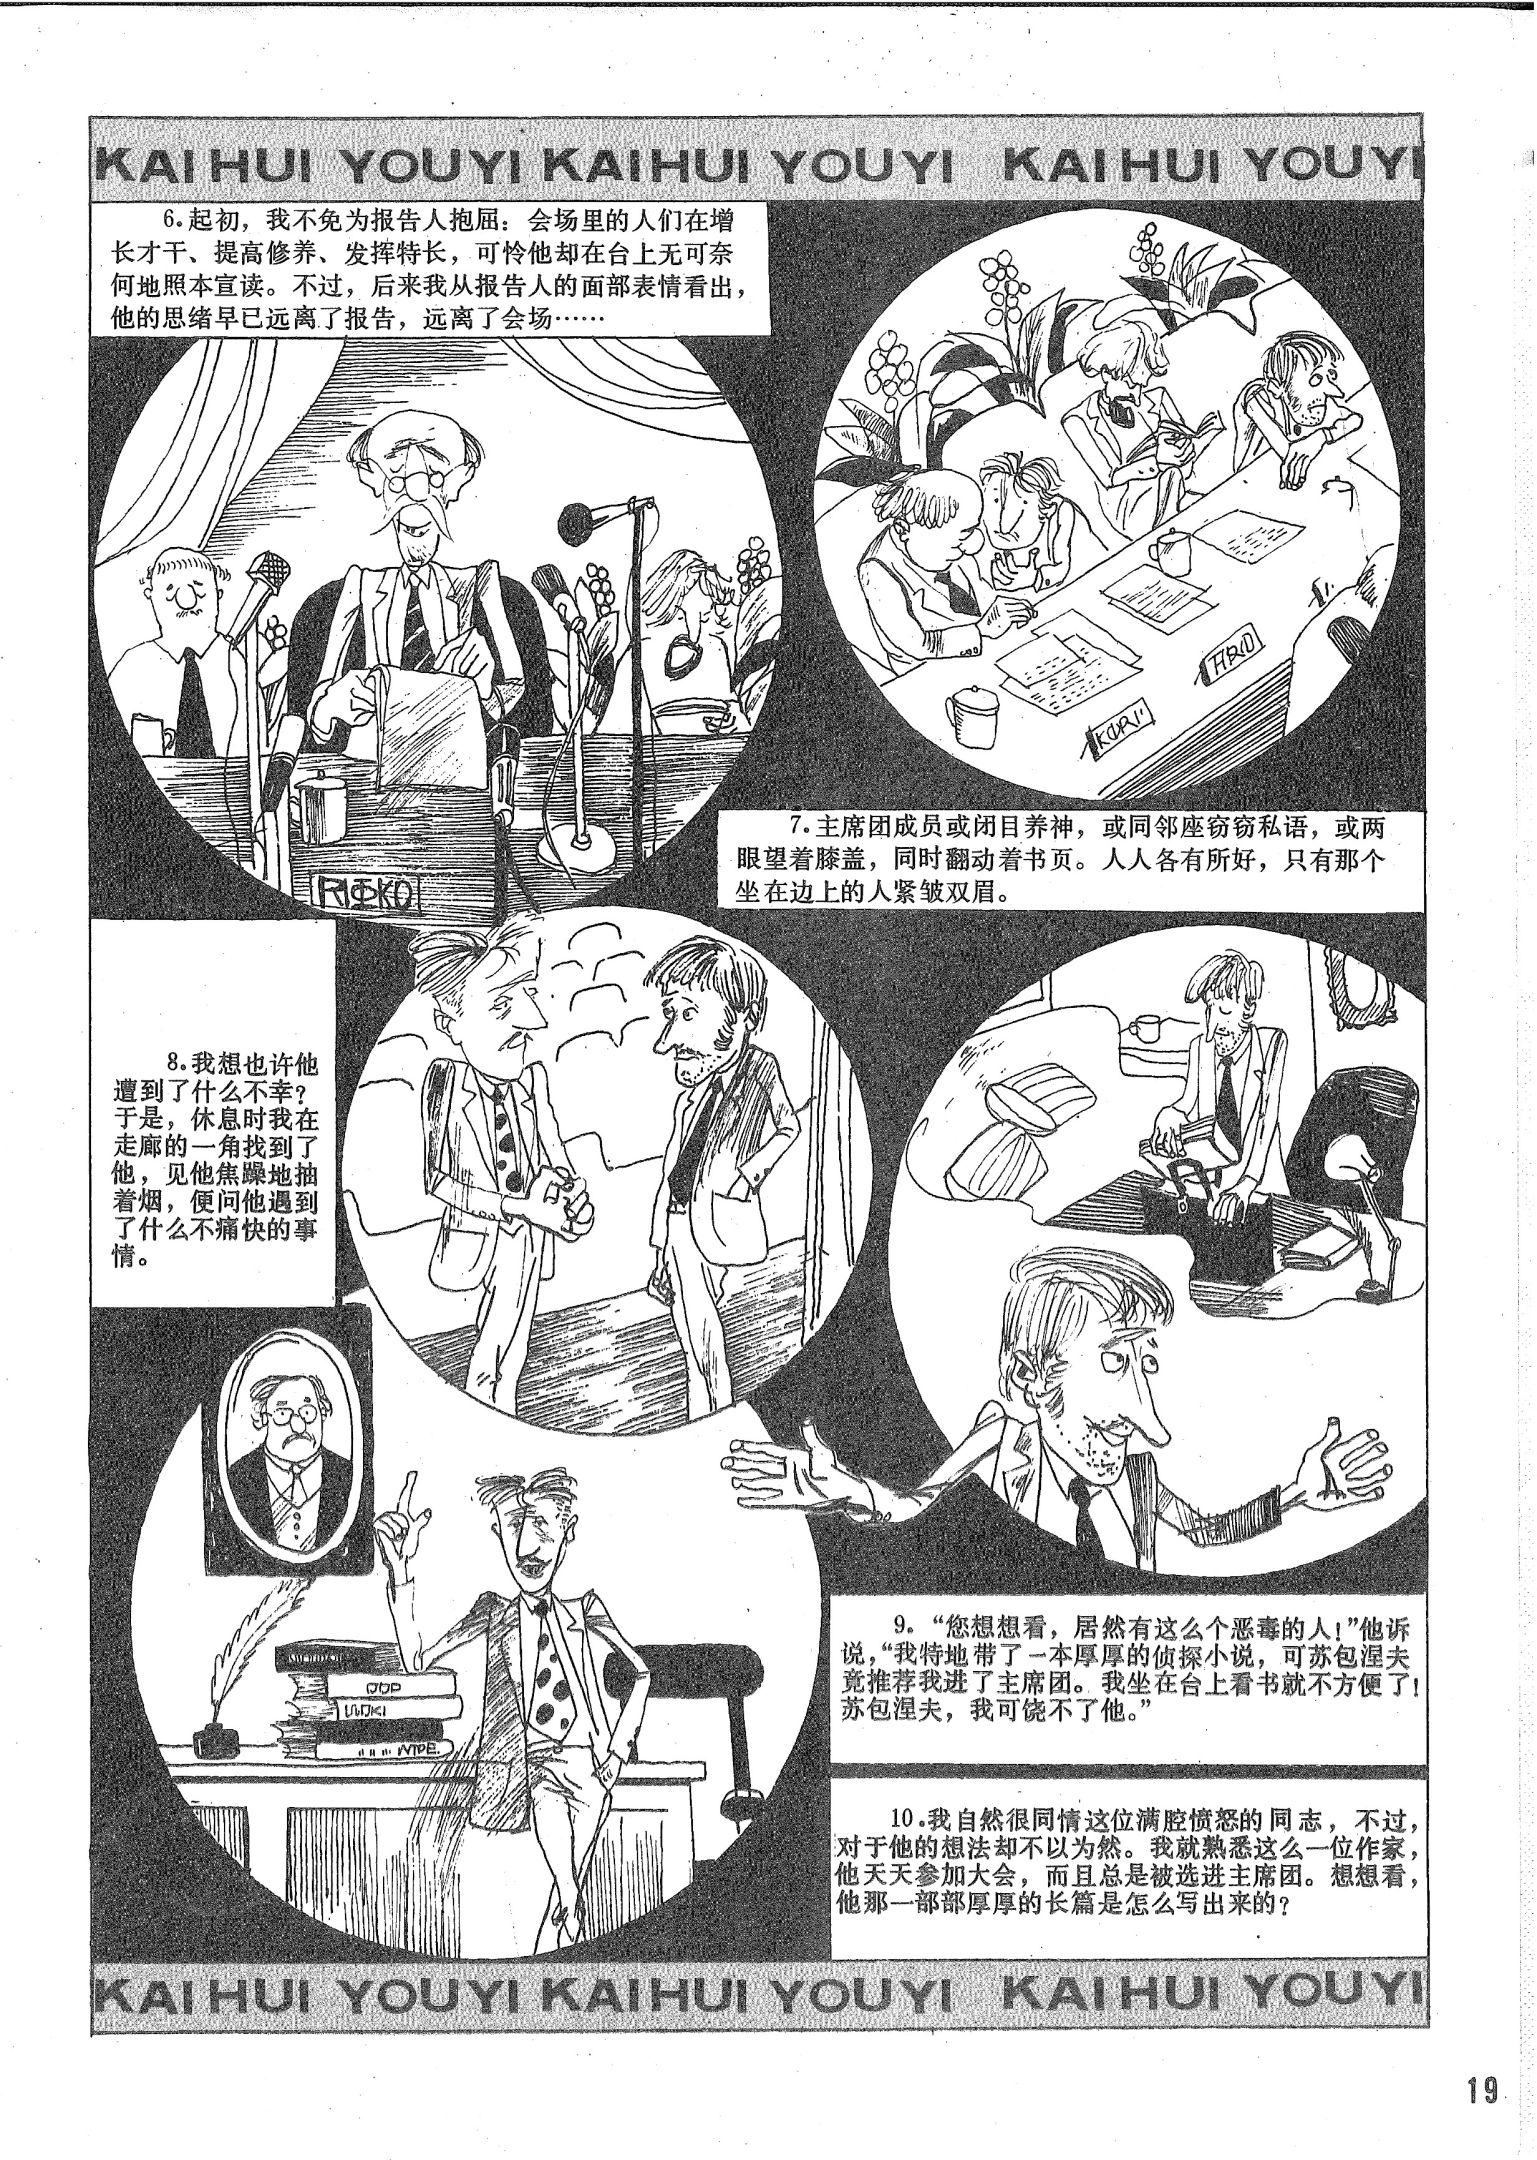 KAI HUI YOU YI KAI HUI YOU YI KAI HUI YOU YI
6.起初，我不免为报告人抱屈：会场里的人们在增
长才干、提高修养、发挥特长，可怜他却在台上无可奈
何地照本宣读。不过，后来我从报告人的面部表情看出，
他的思绪早已远离了报告，远离了会场……
7.主席团成员或闭目养神，或同邻座窃窃私语，或两
眼望着膝盖，同时翻动着书页。人人各有所好，只有那个
坐在边上的人紧皱双眉。
8.我想也许他
遭到了什么不幸？
于是，休息时我在
走廊的一角找到了
他，见他焦躁地抽
着烟，便问他遇到
了什么不痛快的事
情。
9.“您想想看，居然有这么个恶毒的人！”他诉
说，“我特地带了一本厚厚的侦探小说，可苏包涅夫
竟推荐我进了主席团。我坐在台上看书就不方便了！
苏包涅夫，我可饶不了他。”
10.我自然很同情这位满腔愤怒的同志，不过，
对于他的想法却不以为然。我就熟悉这么一位作家，
他天天参加大会，而且总是被选进主席团。想想看，
他那一部部厚厚的长篇是怎么写出来的？
KAI HUI YOU YI KAI HUI YOU YI KAI HUI YOU YI
19